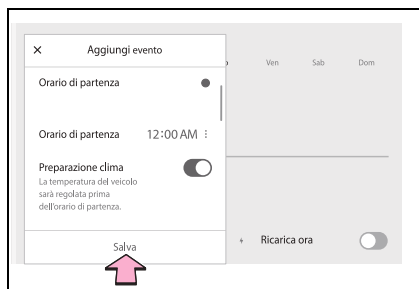 × Aggiungi evento
Ven Sab Dom
Orario di partenza
Orario di partenza 12:00 AM
Preparazione clima
La temperatura del veicolo
sarà regolata prima
dell'orario di partenza.
Salva
Ricarica ora